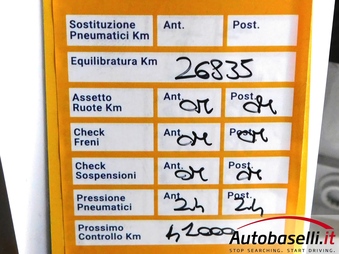 Sostituzione Pneumatici Km Ant. Post.
Equilibratura Km 26835
Assetto Ruote Km Ant. OK Post. OK
Check Freni Ant. OK Post. OK
Check Sospensioni Ant. OK Post. OK
Pressione Pneumatici Ant. 2,4 Post. 2,4
Prossimo Controllo Km 41000
Autobaselli.it
STOP SEARCHING. START DRIVING.